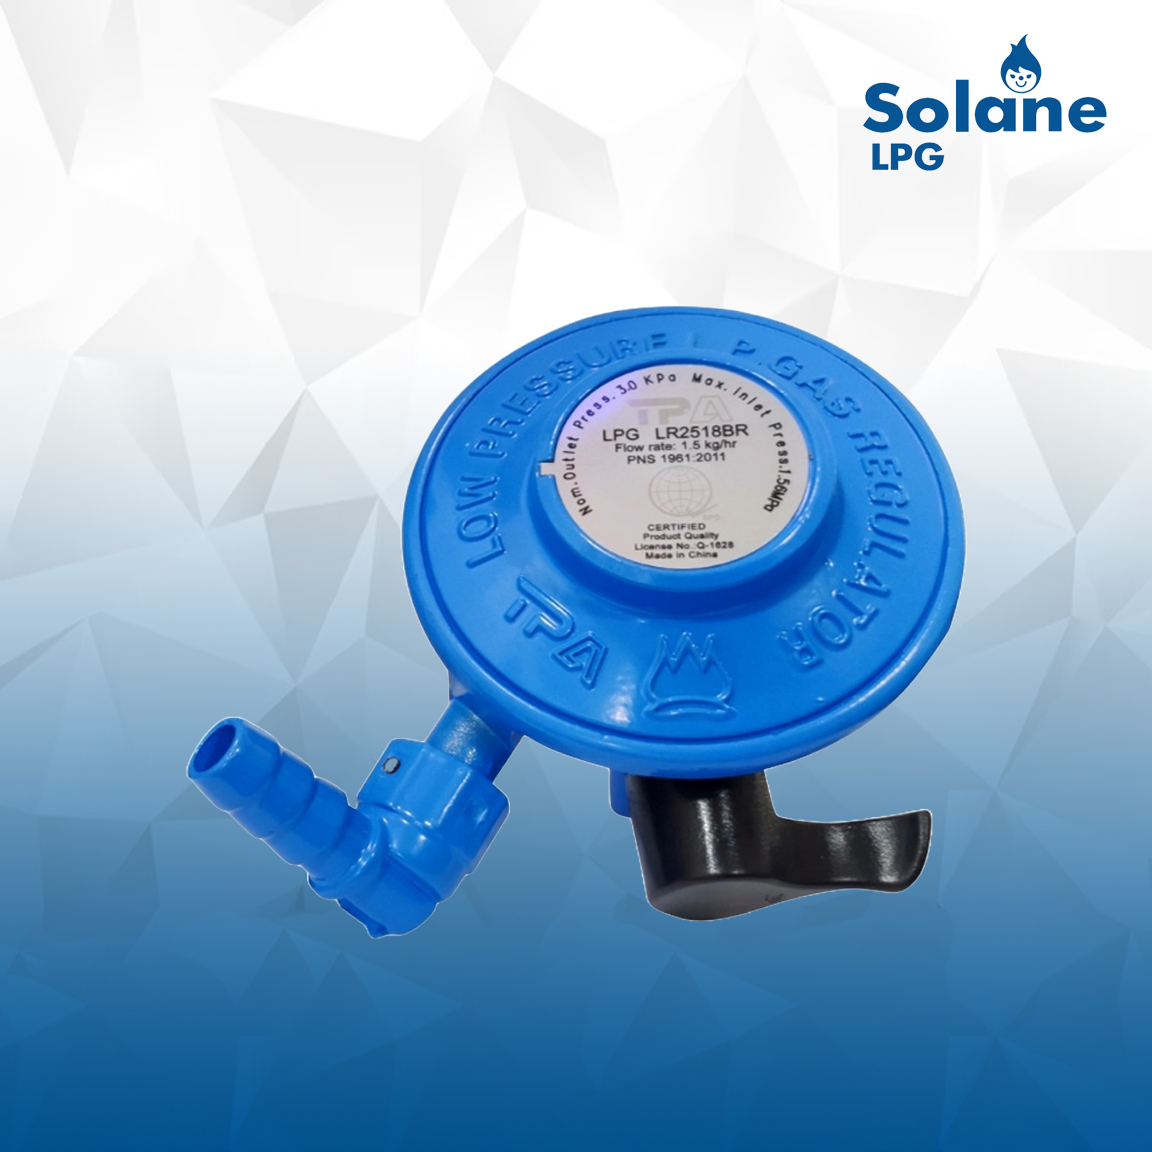 Solane
LPG
LOW PRESSURE L.P.GAS REGULATOR
Nom. Outlet Press. 3.0 KPa Max. Inlet Press. 1.56MPa
TPA
LPG LR2518BR
Flow rate: 1.5 kg/hr
PNS 1961:2011
CERTIFIED
Product Quality
License No.:Q-1628
Made in China
TPA